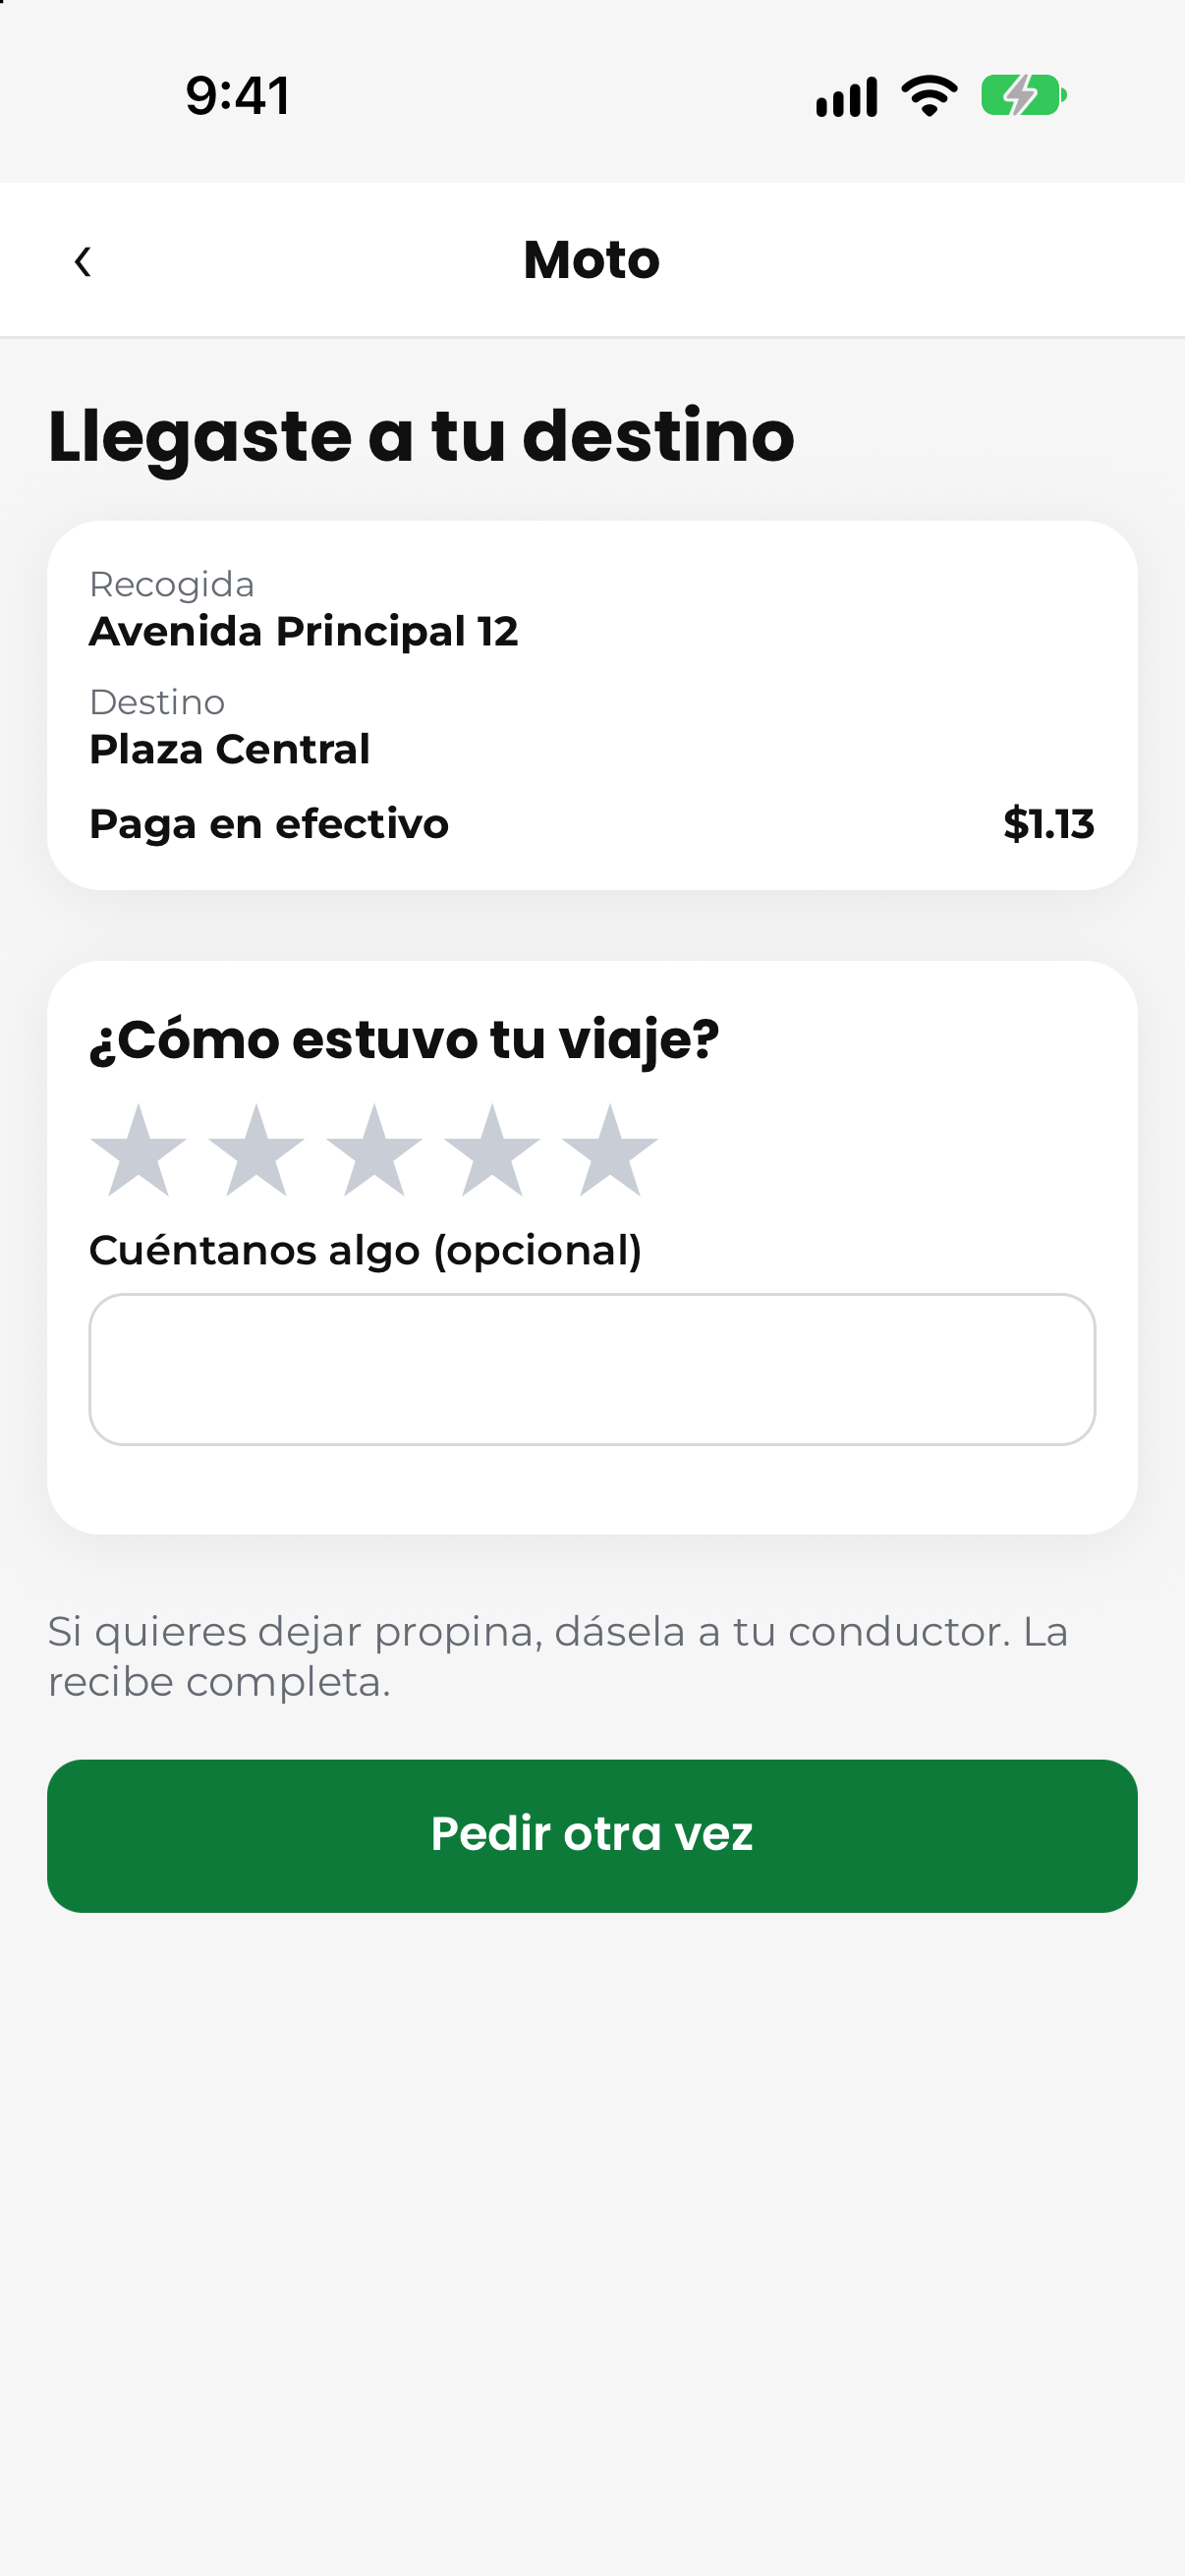 9:41
Moto
Llegaste a tu destino
Recogida
Avenida Principal 12
Destino
Plaza Central
Paga en efectivo $1.13
¿Cómo estuvo tu viaje?
Cuéntanos algo (opcional)
Si quieres dejar propina, dásela a tu conductor. La
recibe completa.
Pedir otra vez